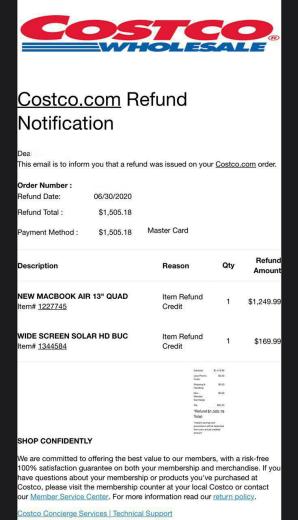 COSTCO
WHOLESALE
Costco.com Refund
Notification
Dea
This email is to inform you that a refund was issued on your Costco.com order.
Order Number :
Refund Date: 06/30/2020
Refund Total : $1,505.18
Payment Method : $1,505.18 Master Card
Description Reason Qty Refund Amount
NEW MACBOOK AIR 13" QUAD Item Refund 1 $1,249.99
Item# 1227745 Credit
WIDE SCREEN SOLAR HD BUC Item Refund 1 $169.99
Item# 1344584 Credit
SHOP CONFIDENTLY
We are committed to offering the best value to our members, with a risk-free
100% satisfaction guarantee on both your membership and merchandise. If you
have questions about your membership or products you've purchased at
Costco, please visit the membership counter at your local Costco or contact
our Member Service Center. For more information read our return policy.
Costco Concierge Services | Technical Support